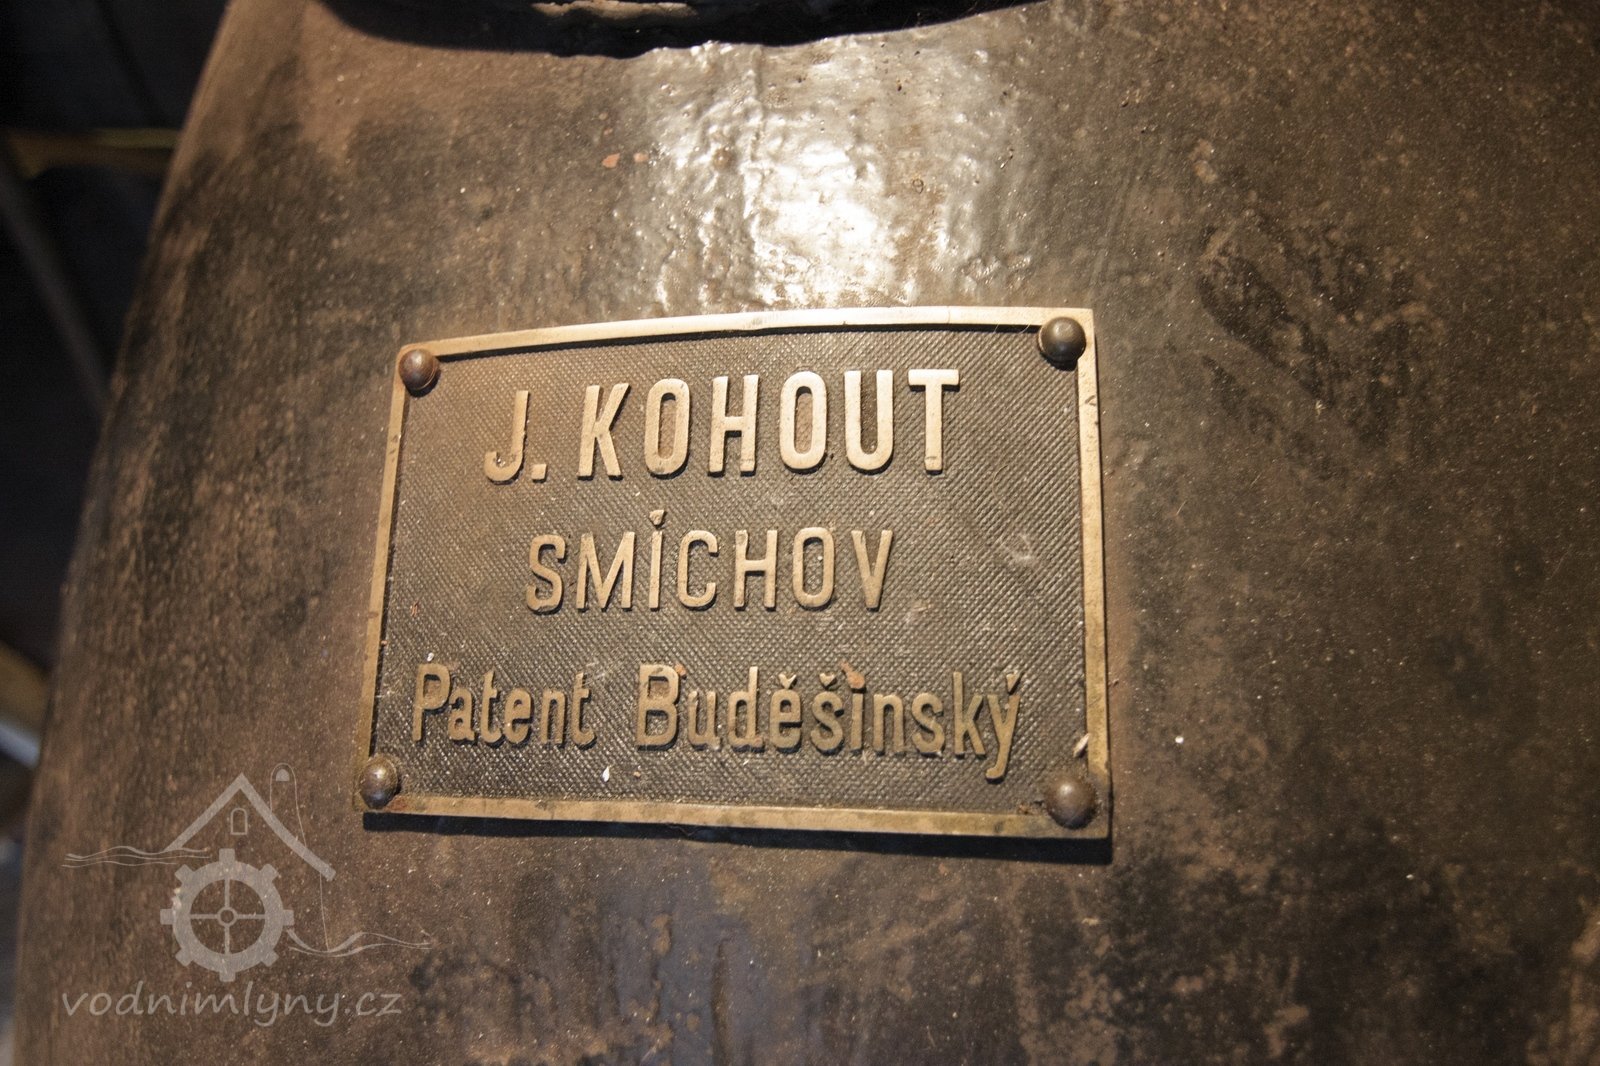 J. KOHOUT
SMÍCHOV
Patent Buděšinský
vodnimlyny.cz